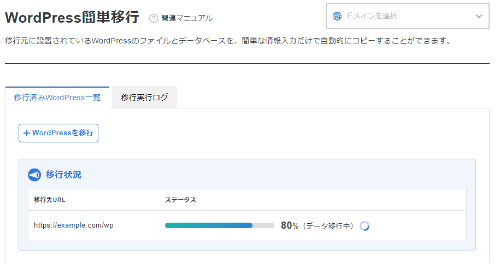 WordPress簡単移行 ? 関連マニュアル
ドメインを選択
移行元に設置されているWordPressのファイルとデータベースを、簡単な情報入力だけで自動的にコピーすることができます。
移行済みWordPress一覧 移行実行ログ
+ WordPressを移行
移行状況
移行先URL ステータス
https://example.com/wp 80% (データ移行中)